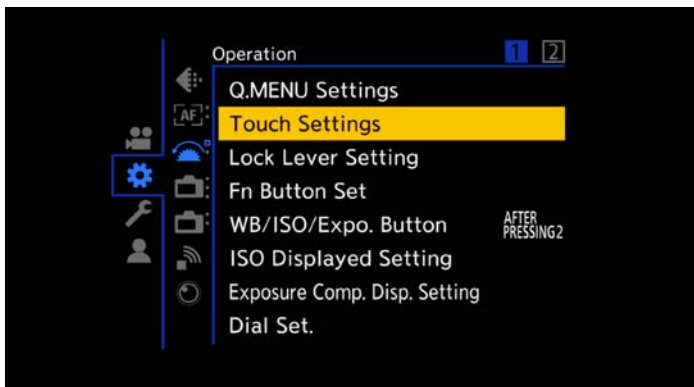 Operation
1 2
AF
Q.MENU Settings
Touch Settings
Lock Lever Setting
Fn Button Set
WB/ISO/Expo. Button AFTER
PRESSING2
ISO Displayed Setting
Exposure Comp. Disp. Setting
Dial Set.